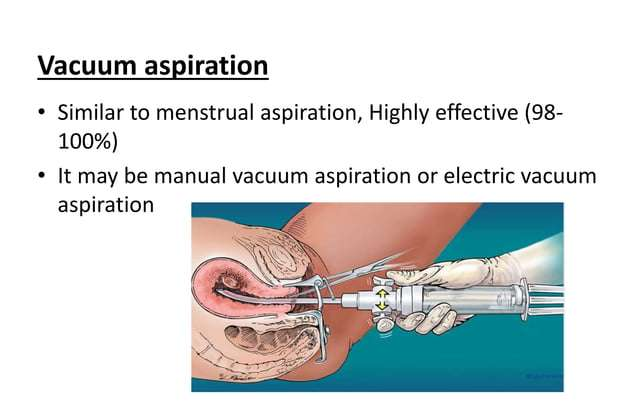 Vacuum aspiration
• Similar to menstrual aspiration, Highly effective (98-
100%)
• It may be manual vacuum aspiration or electric vacuum
aspiration